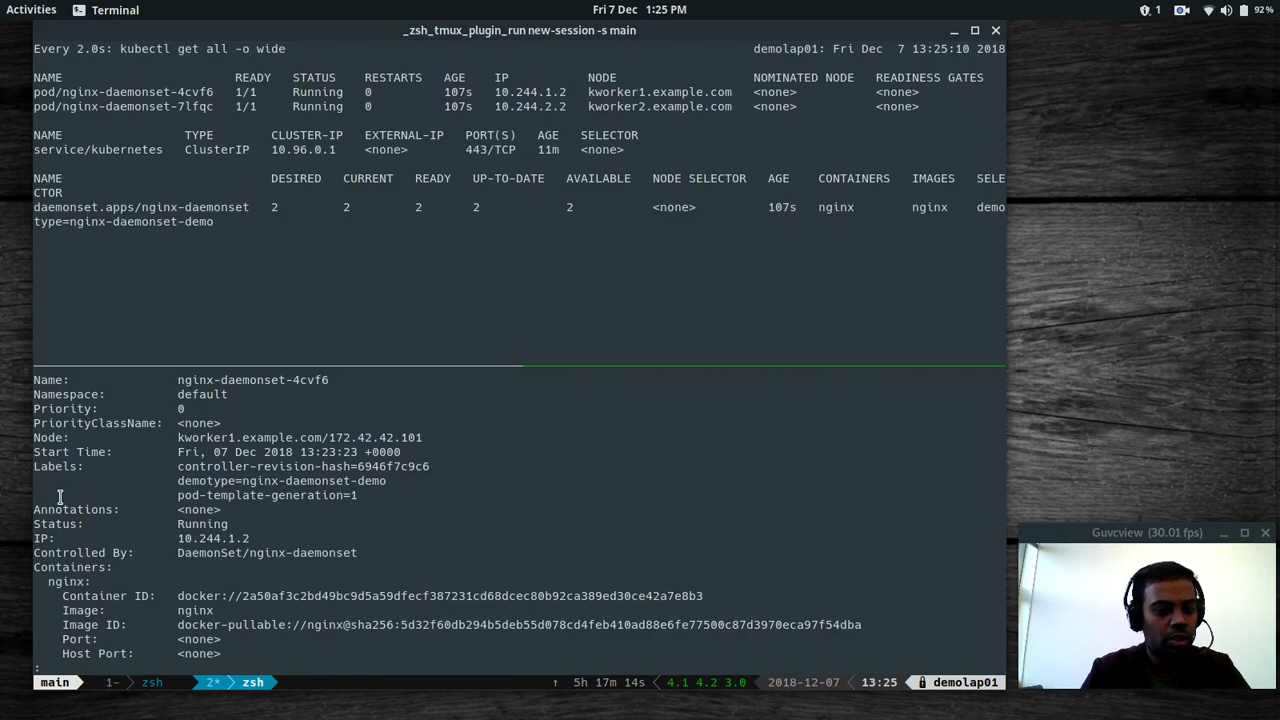 Activities Terminal Fri 7 Dec 1:25 PM 1 92%
_zsh_tmux_plugin_run new-session -s main
Every 2.0s: kubectl get all -o wide demolap01: Fri Dec 7 13:25:10 2018
NAME READY STATUS RESTARTS AGE IP NODE NOMINATED NODE READINESS GATES
pod/nginx-daemonset-4cvf6 1/1 Running 0 107s 10.244.1.2 kworker1.example.com <none> <none>
pod/nginx-daemonset-7lfqc 1/1 Running 0 107s 10.244.2.2 kworker2.example.com <none> <none>
NAME TYPE CLUSTER-IP EXTERNAL-IP PORT(S) AGE SELECTOR
service/kubernetes ClusterIP 10.96.0.1 <none> 443/TCP 11m <none>
NAME DESIRED CURRENT READY UP-TO-DATE AVAILABLE NODE SELECTOR AGE CONTAINERS IMAGES SELE
CTOR
daemonset.apps/nginx-daemonset 2 2 2 2 2 <none> 107s nginx nginx demo
type=nginx-daemonset-demo
Name: nginx-daemonset-4cvf6
Namespace: default
Priority: 0
PriorityClassName: <none>
Node: kworker1.example.com/172.42.42.101
Start Time: Fri, 07 Dec 2018 13:23:23 +0000
Labels: controller-revision-hash=6946f7c9c6
demotype=nginx-daemonset-demo
pod-template-generation=1
Annotations: <none>
Status: Running
IP: 10.244.1.2
Controlled By: DaemonSet/nginx-daemonset
Containers:
nginx:
Container ID: docker://2a50af3c2bd49bc9d5a59dfecf387231cd68dcec80b92ca389ed30ce42a7e8b3
Image: nginx
Image ID: docker-pullable://nginx@sha256:5d32f60db294b5deb55d078cd4feb410ad88e6fe77500c87d3970eca97f54dba
Port: <none>
Host Port: <none>
:
main 1- zsh 2* zsh ↑ 5h 17m 14s 4.1 4.2 3.0 2018-12-07 13:25 demolap01
Guvcview (30.01 fps)